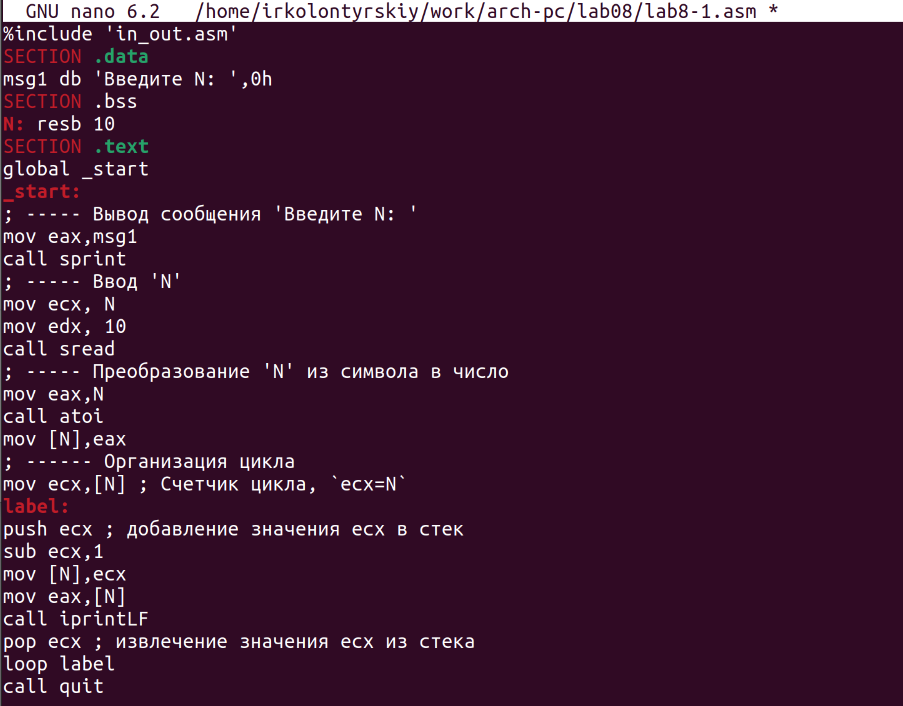 GNU nano 6.2   /home/irkolontyrskiy/work/arch-pc/lab08/lab8-1.asm *
%include 'in_out.asm'
SECTION .data
msg1 db 'Введите N: ',0h
SECTION .bss
N: resb 10
SECTION .text
global _start
_start:
; ----- Вывод сообщения 'Введите N: '
mov eax,msg1
call sprint
; ----- Ввод 'N'
mov ecx, N
mov edx, 10
call sread
; ----- Преобразование 'N' из символа в число
mov eax,N
call atoi
mov [N],eax
; ------ Организация цикла
mov ecx,[N] ; Счетчик цикла, `ecx=N`
label:
push ecx ; добавление значения ecx в стек
sub ecx,1
mov [N],ecx
mov eax,[N]
call iprintLF
pop ecx ; извлечение значения ecx из стека
loop label
call quit